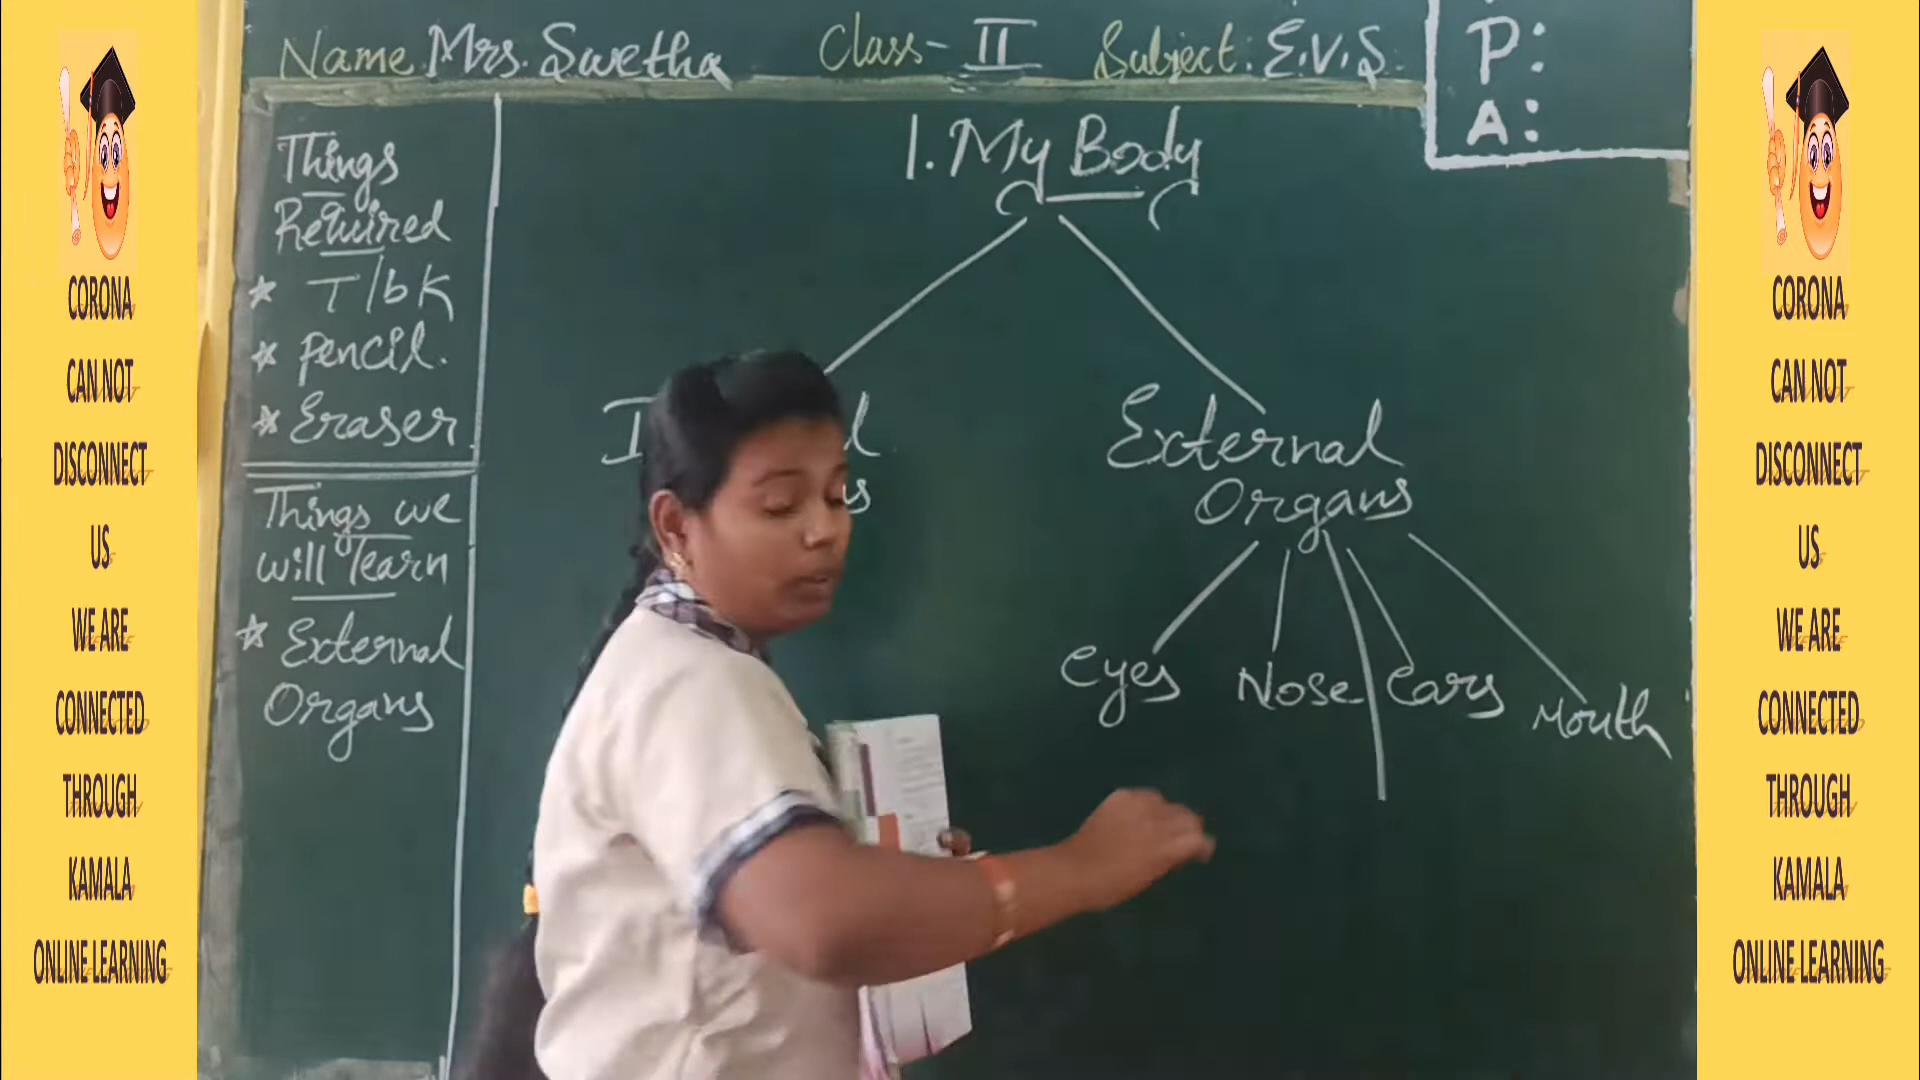 CORONA
CAN NOT
DISCONNECT
US
WE ARE
CONNECTED
THROUGH
KAMALA
ONLINE LEARNING
Name Mrs. Swetha Class - II Subject: E.V.S.
P:
A:
Things
Required
★ T/bk
★ Pencil.
★ Eraser
Things we
will learn
★ External
Organs
1. My Body
External
Organs
Eyes Nose Ears Mouth
CORONA
CAN NOT
DISCONNECT
US
WE ARE
CONNECTED
THROUGH
KAMALA
ONLINE LEARNING